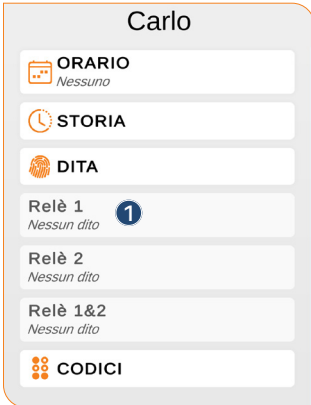 Carlo
ORARIO
Nessuno
STORIA
DITA
Relè 1
Nessun dito
1
Relè 2
Nessun dito
Relè 1&2
Nessun dito
CODICI